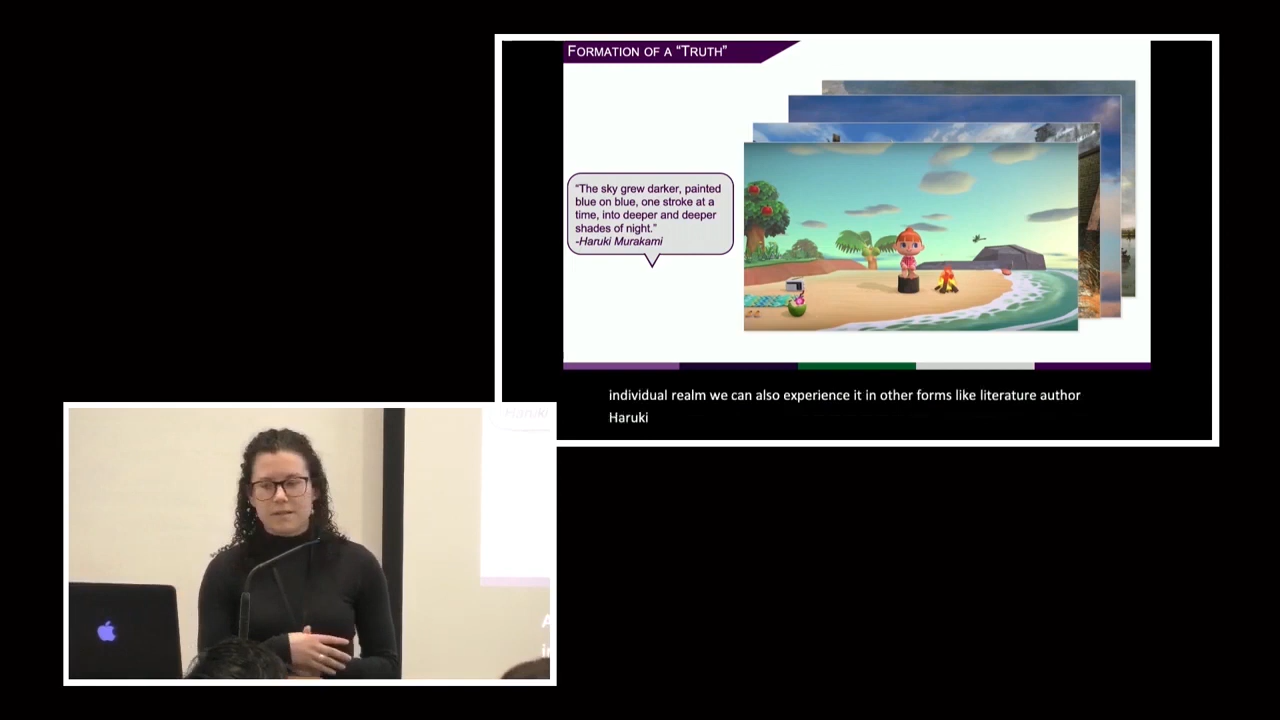 FORMATION OF A “TRUTH”
“The sky grew darker, painted
blue on blue, one stroke at a
time, into deeper and deeper
shades of night.”
-Haruki Murakami
individual realm we can also experience it in other forms like literature author
Haruki
Haruki